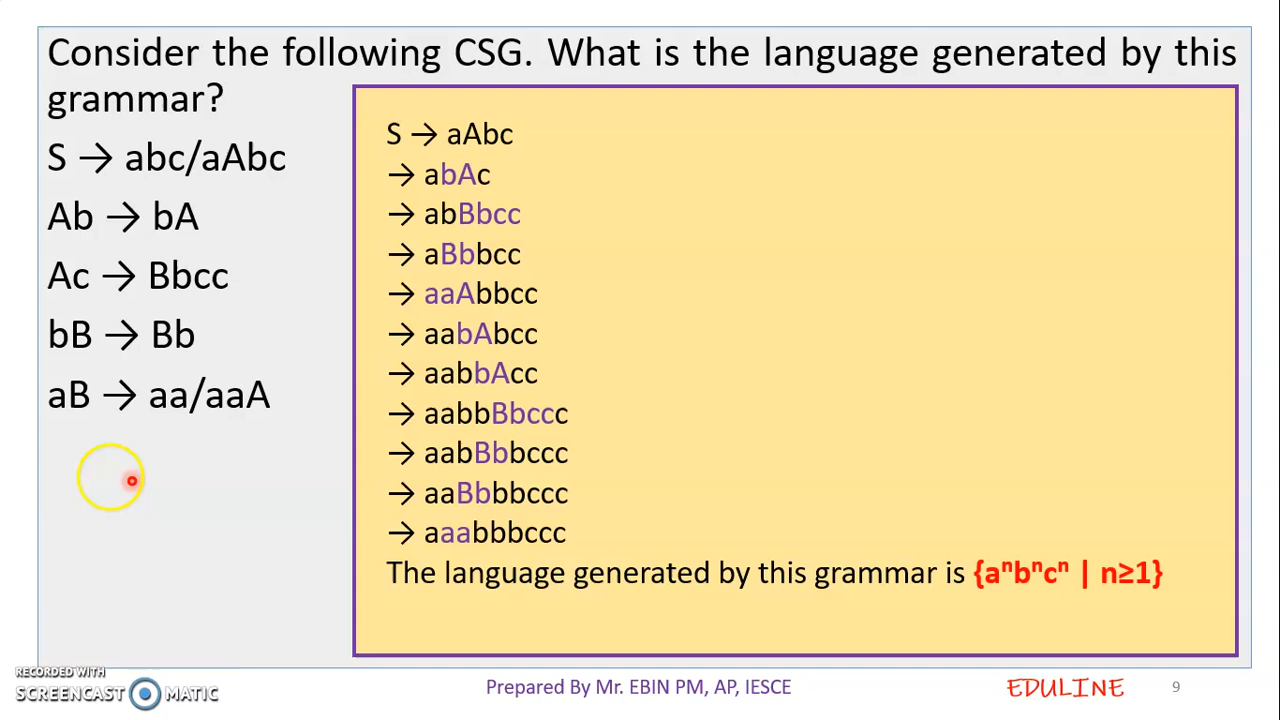 Consider the following CSG. What is the language generated by this
grammar?
S → abc/aAbc
Ab → bA
Ac → Bbcc
bB → Bb
aB → aa/aaA
S → aAbc
→ abAc
→ abBbcc
→ aBbbcc
→ aaAbbcc
→ aabAbcc
→ aabbAcc
→ aabbBbccc
→ aabBbbccc
→ aaBbbbccc
→ aaabbbccc
The language generated by this grammar is {aⁿbⁿcⁿ | n≥1}
RECORDED WITH
SCREENCAST MATIC
Prepared By Mr. EBIN PM, AP, IESCE
EDULINE
9